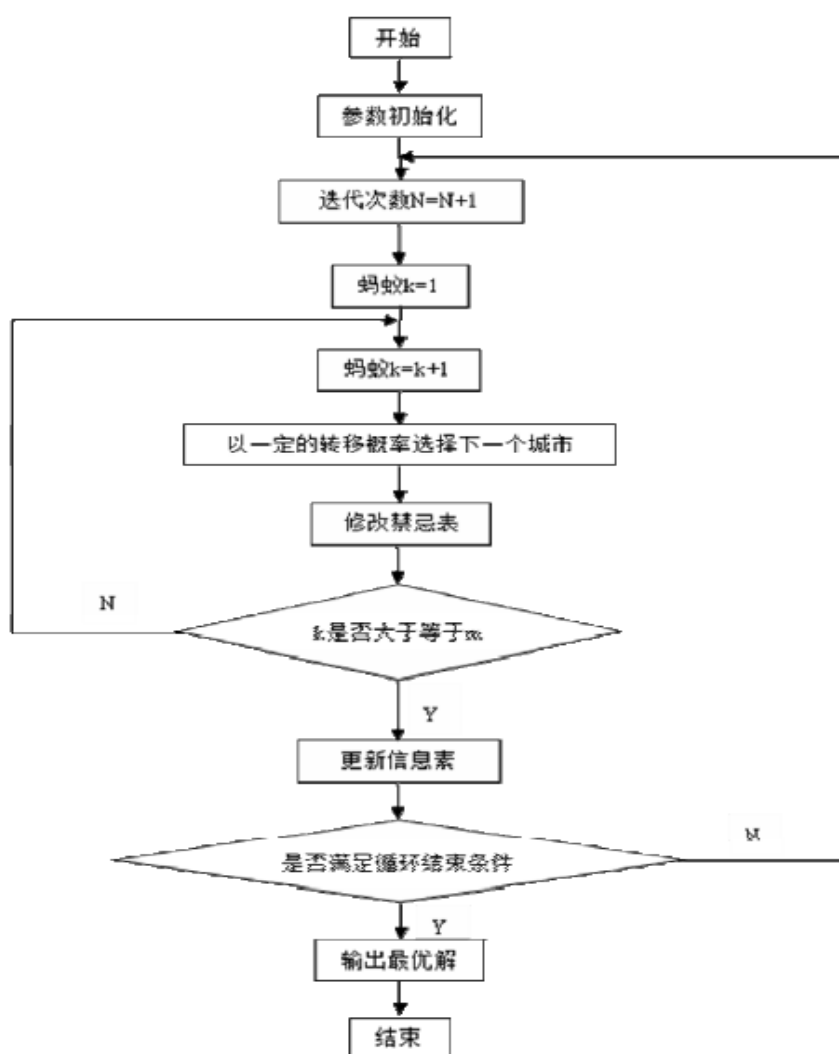 开始
参数初始化
迭代次数N=N+1
蚂蚁k=1
蚂蚁k=k+1
以一定的转移概率选择下一个城市
修改禁忌表
N
k是否大于等于m
Y
更新信息素
N
是否满足循环结束条件
Y
输出最优解
结束